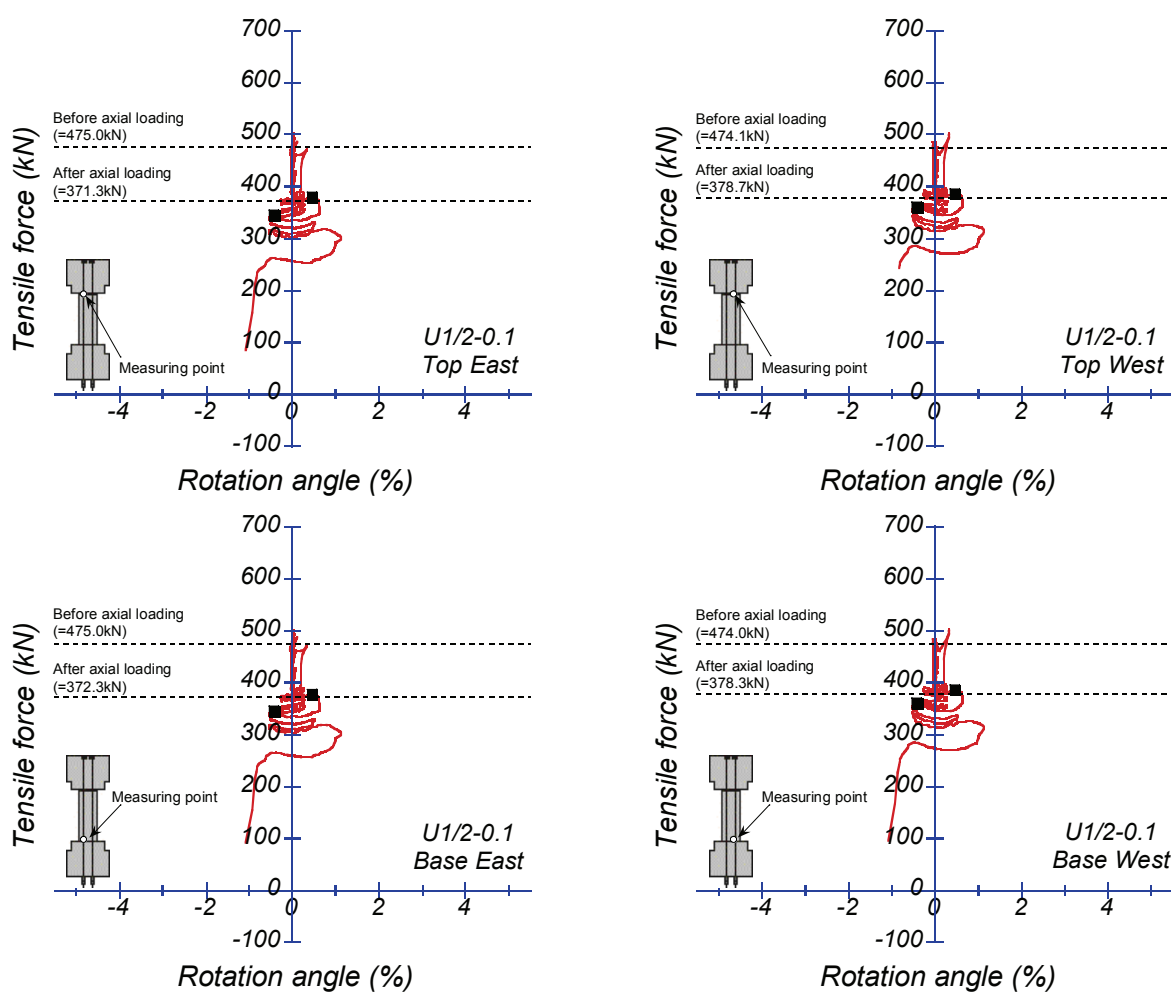 700
600
500
400
300
200
100
0
-100
Tensile force (kN)
Before axial loading
(=475.0kN)
After axial loading
(=371.3kN)
Measuring point
U1/2-0.1
Top East
-4 -2 0 2 4
Rotation angle (%)
700
600
500
400
300
200
100
0
-100
Tensile force (kN)
Before axial loading
(=474.1kN)
After axial loading
(=378.7kN)
Measuring point
U1/2-0.1
Top West
-4 -2 0 2 4
Rotation angle (%)
700
600
500
400
300
200
100
0
-100
Tensile force (kN)
Before axial loading
(=475.0kN)
After axial loading
(=372.3kN)
Measuring point
U1/2-0.1
Base East
-4 -2 0 2 4
Rotation angle (%)
700
600
500
400
300
200
100
0
-100
Tensile force (kN)
Before axial loading
(=474.0kN)
After axial loading
(=378.3kN)
Measuring point
U1/2-0.1
Base West
-4 -2 0 2 4
Rotation angle (%)